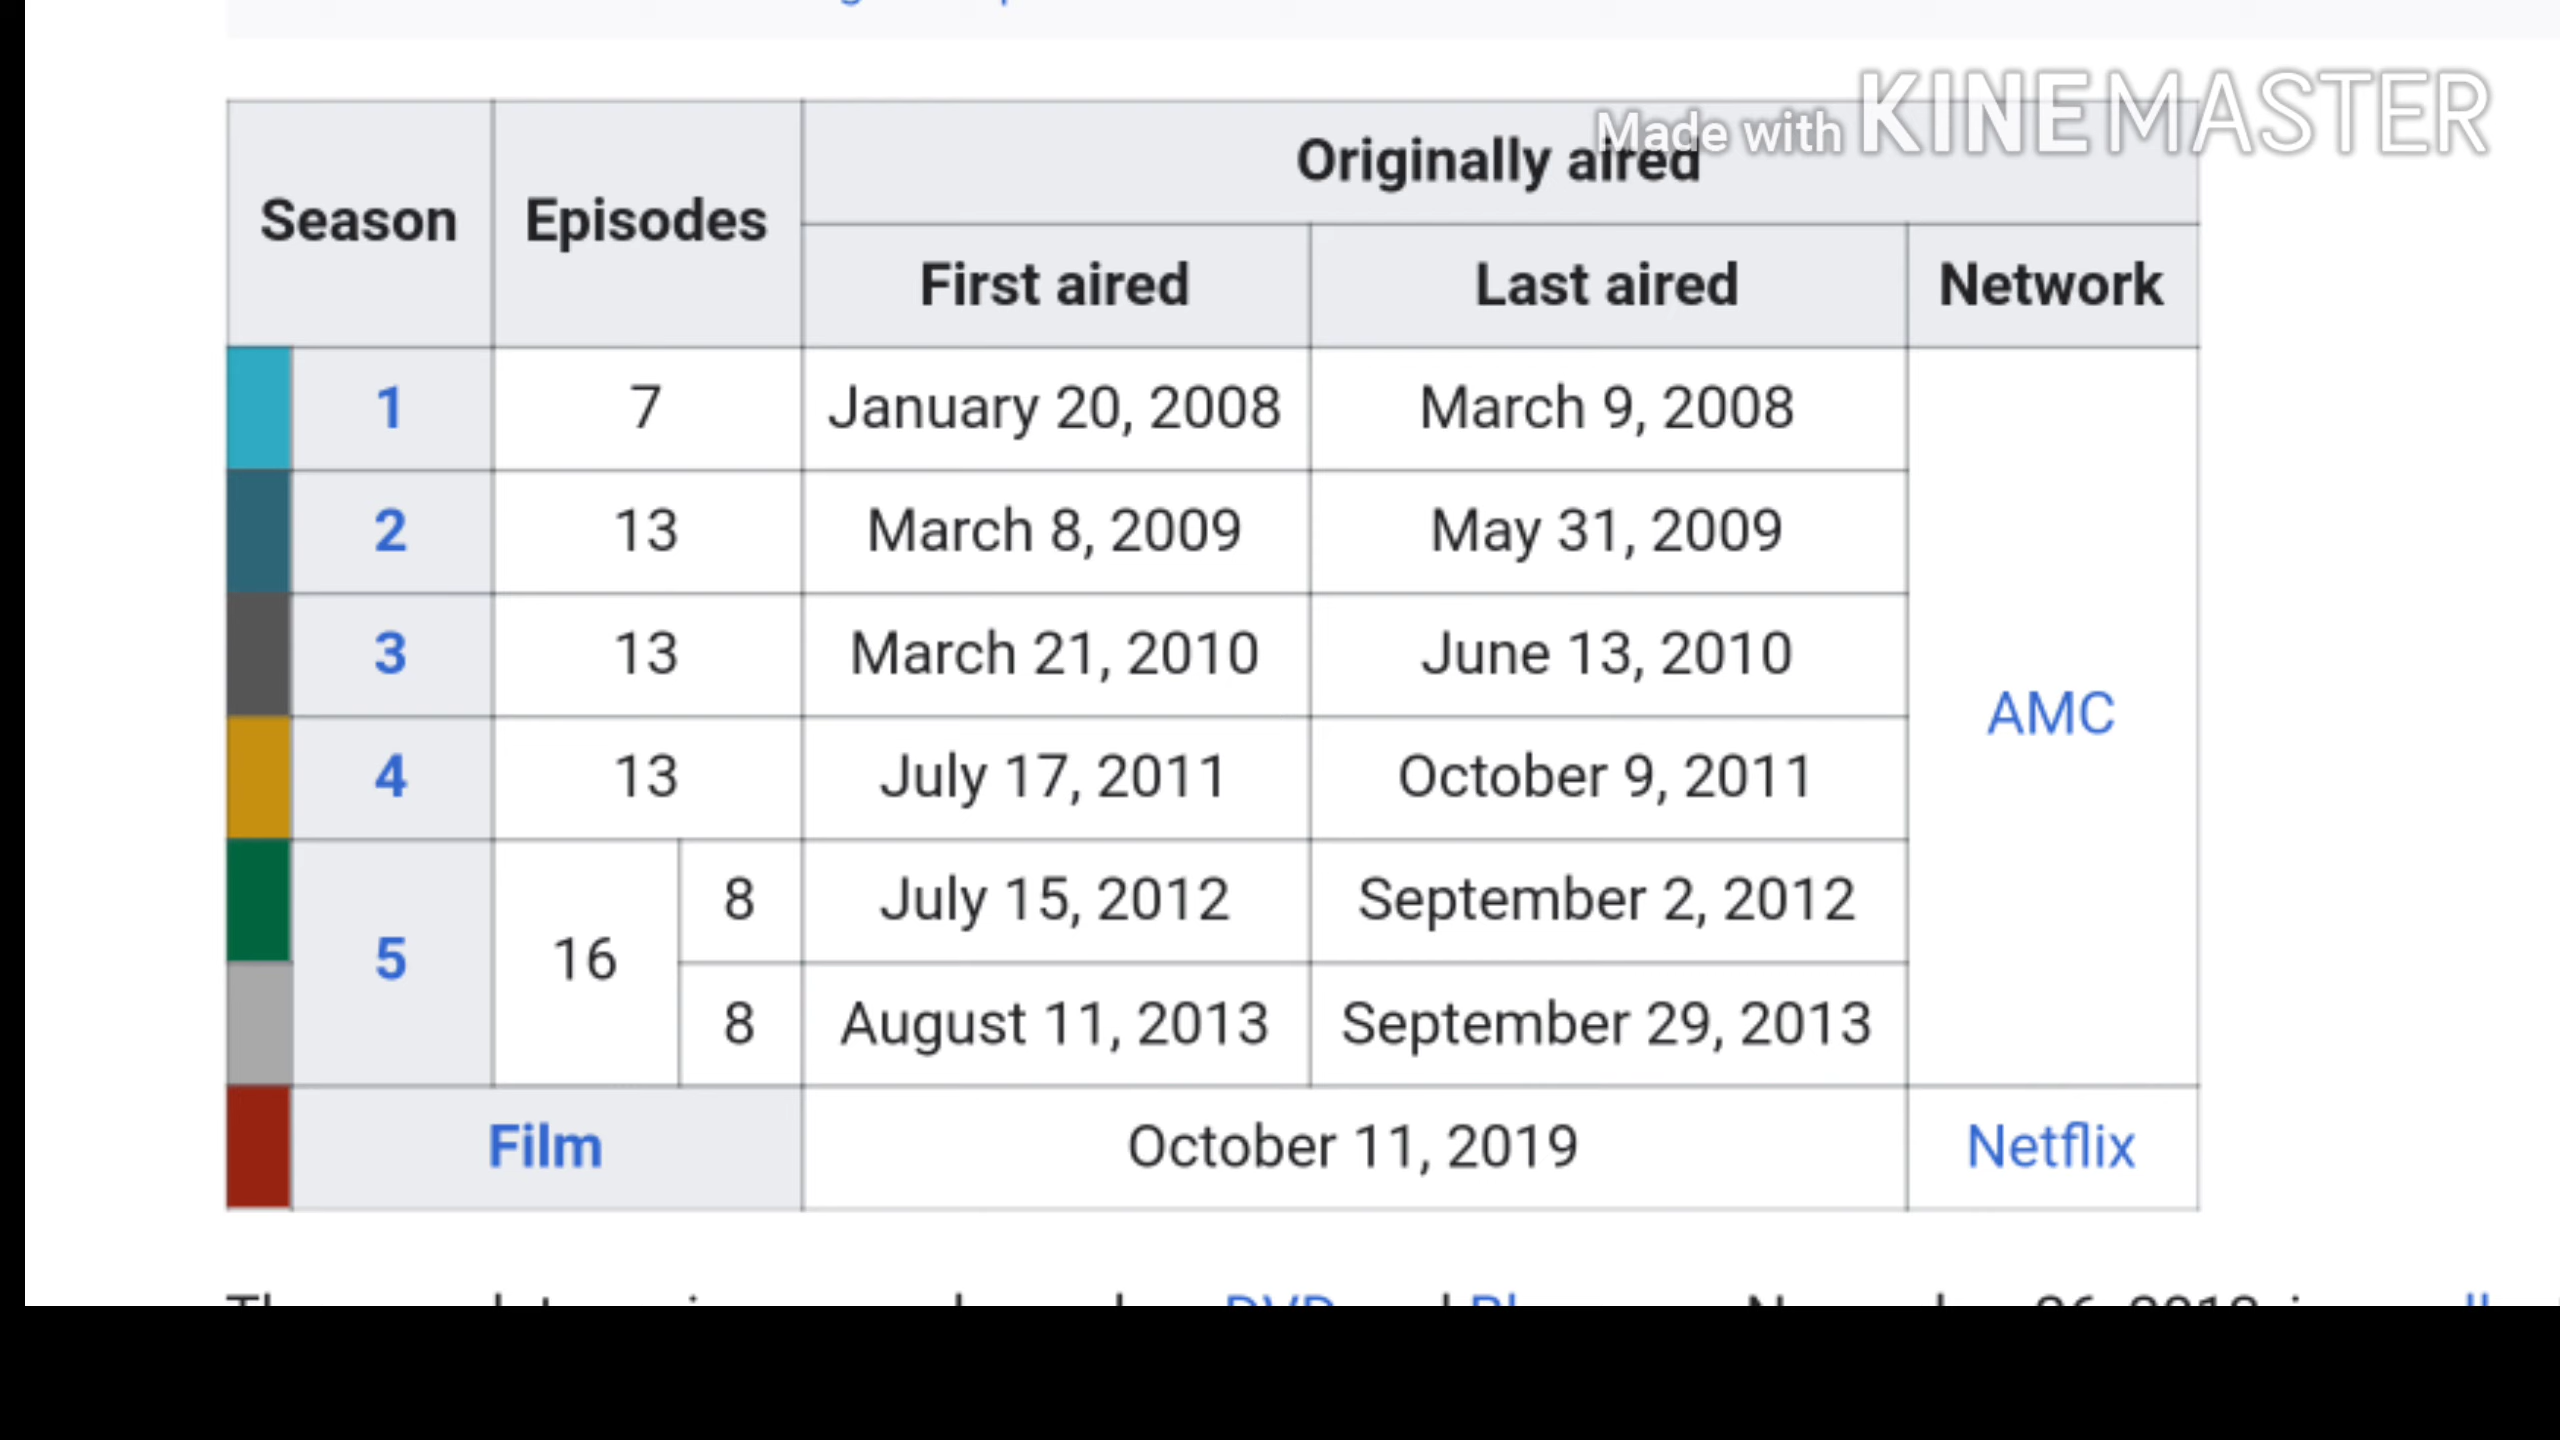 Made with KINEMASTER
Originally aired
Season Episodes
First aired Last aired Network
1 7 January 20, 2008 March 9, 2008
2 13 March 8, 2009 May 31, 2009
3 13 March 21, 2010 June 13, 2010
AMC
4 13 July 17, 2011 October 9, 2011
8 July 15, 2012 September 2, 2012
5 16
8 August 11, 2013 September 29, 2013
Film October 11, 2019 Netflix